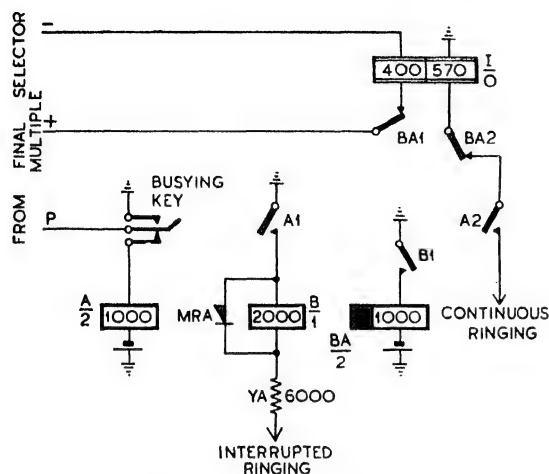 −
400 570 I/0
FROM FINAL SELECTOR
MULTIPLE
+
BA1
BA2
P
BUSYING
KEY
A1
A2
B1
A/2 1000
MRA
2000 B/1
BA/2
1000
CONTINUOUS
RINGING
YA 6000
INTERRUPTED
RINGING